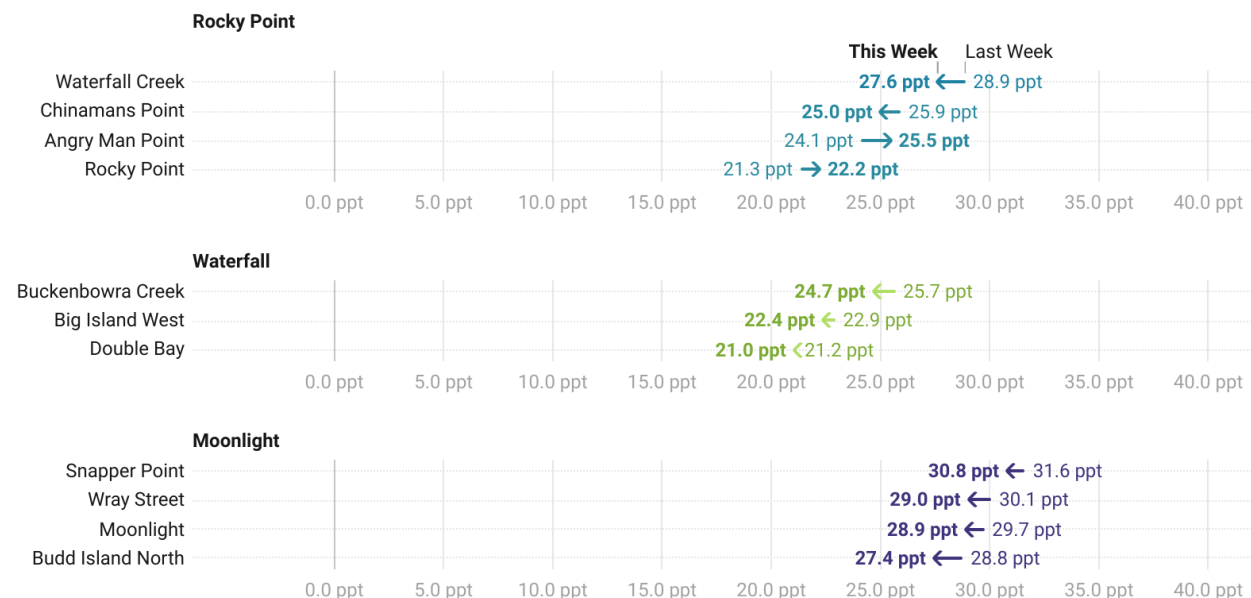 Rocky Point
This Week Last Week
Waterfall Creek 27.6 ppt 28.9 ppt
Chinamans Point 25.0 ppt 25.9 ppt
Angry Man Point 24.1 ppt 25.5 ppt
Rocky Point 21.3 ppt 22.2 ppt
0.0 ppt 5.0 ppt 10.0 ppt 15.0 ppt 20.0 ppt 25.0 ppt 30.0 ppt 35.0 ppt 40.0 ppt
Waterfall
Buckenbowra Creek 24.7 ppt 25.7 ppt
Big Island West 22.4 ppt 22.9 ppt
Double Bay 21.0 ppt 21.2 ppt
0.0 ppt 5.0 ppt 10.0 ppt 15.0 ppt 20.0 ppt 25.0 ppt 30.0 ppt 35.0 ppt 40.0 ppt
Moonlight
Snapper Point 30.8 ppt 31.6 ppt
Wray Street 29.0 ppt 30.1 ppt
Moonlight 28.9 ppt 29.7 ppt
Budd Island North 27.4 ppt 28.8 ppt
0.0 ppt 5.0 ppt 10.0 ppt 15.0 ppt 20.0 ppt 25.0 ppt 30.0 ppt 35.0 ppt 40.0 ppt